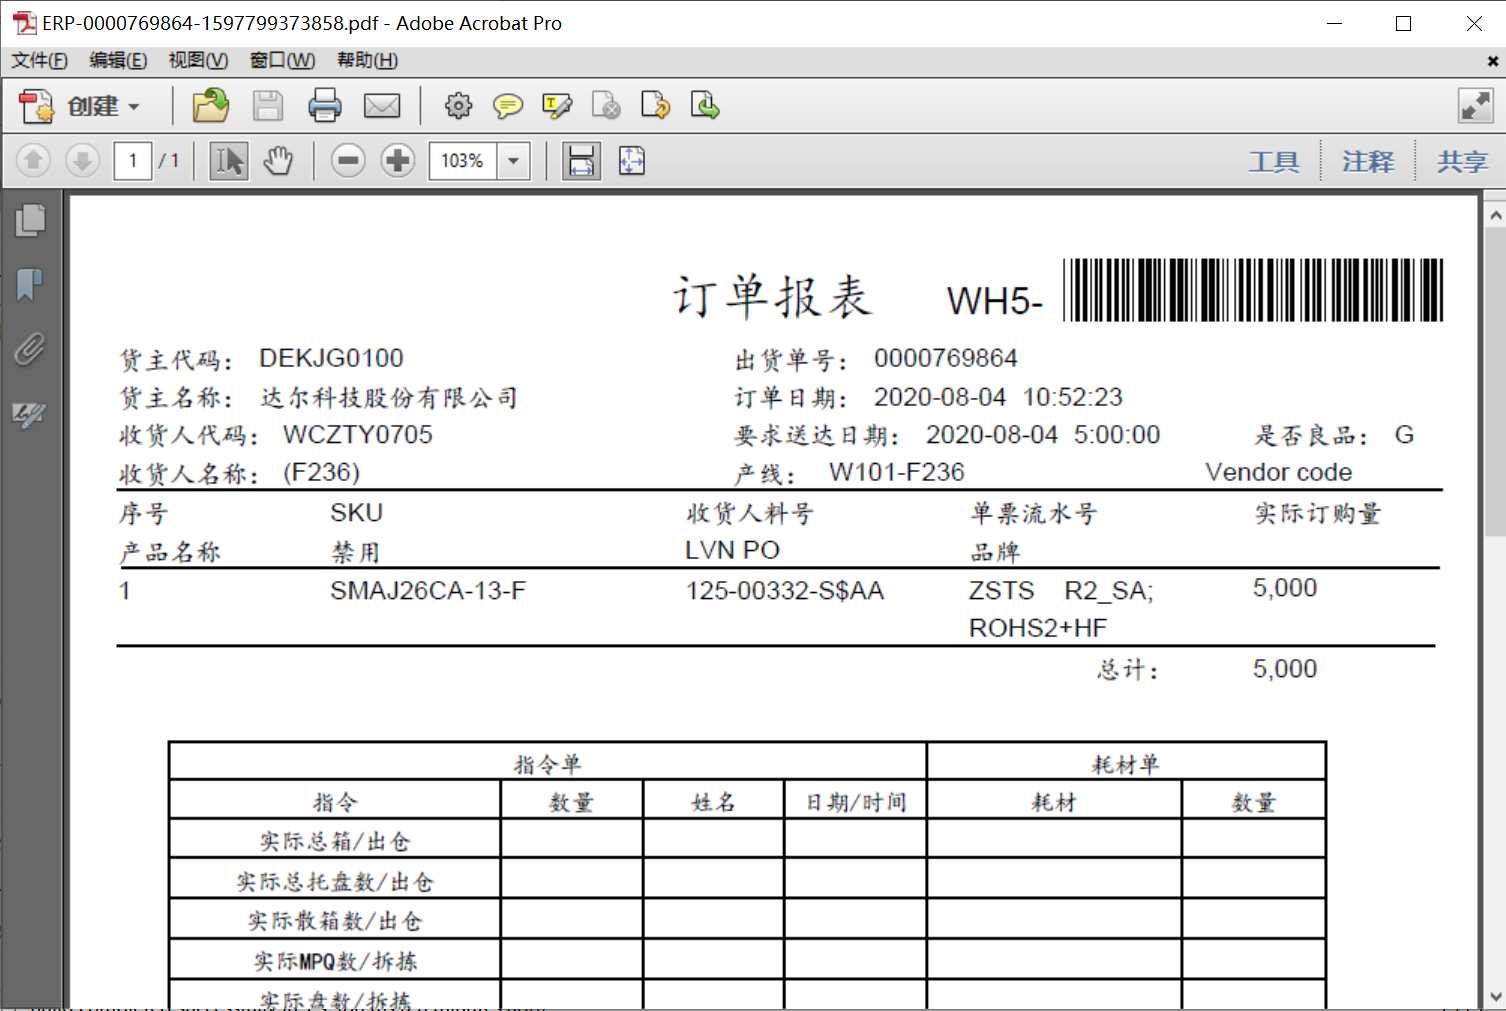 ERP-0000769864-1597799373858.pdf - Adobe Acrobat Pro
文件(F) 编辑(E) 视图(V) 窗口(W) 帮助(H)
创建
1 / 1 103% 工具 注释 共享
订单报表 WH5-
货主代码： DEKJG0100 出货单号： 0000769864
货主名称： 达尔科技股份有限公司 订单日期： 2020-08-04 10:52:23
收货人代码： WCZTY0705 要求送达日期： 2020-08-04 5:00:00 是否良品： G
收货人名称： (F236) 产线： W101-F236 Vendor code
序号 SKU 收货人料号 单票流水号 实际订购量
产品名称 禁用 LVN PO 品牌
1 SMAJ26CA-13-F 125-00332-S$AA ZSTS R2_SA; 5,000
ROHS2+HF
总计： 5,000
指令单 耗材单
指令 数量 姓名 日期/时间 耗材 数量
实际总箱/出仓
实际总托盘数/出仓
实际散箱数/出仓
实际MPQ数/拆拣
实际盘数/拆拣